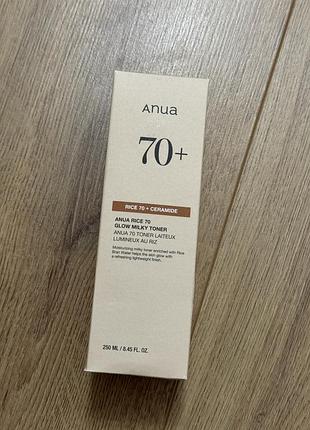 Anua
70+
RICE 70 + CERAMIDE
ANUA RICE 70
GLOW MILKY TONER
ANUA 70 TONER LAITEUX
LUMINEUX AU RIZ
Moisturizing milky toner enriched with Rice
Bran Water helps the skin glow with
a refreshing lightweight finish.
250 ML / 8.45 FL. OZ.